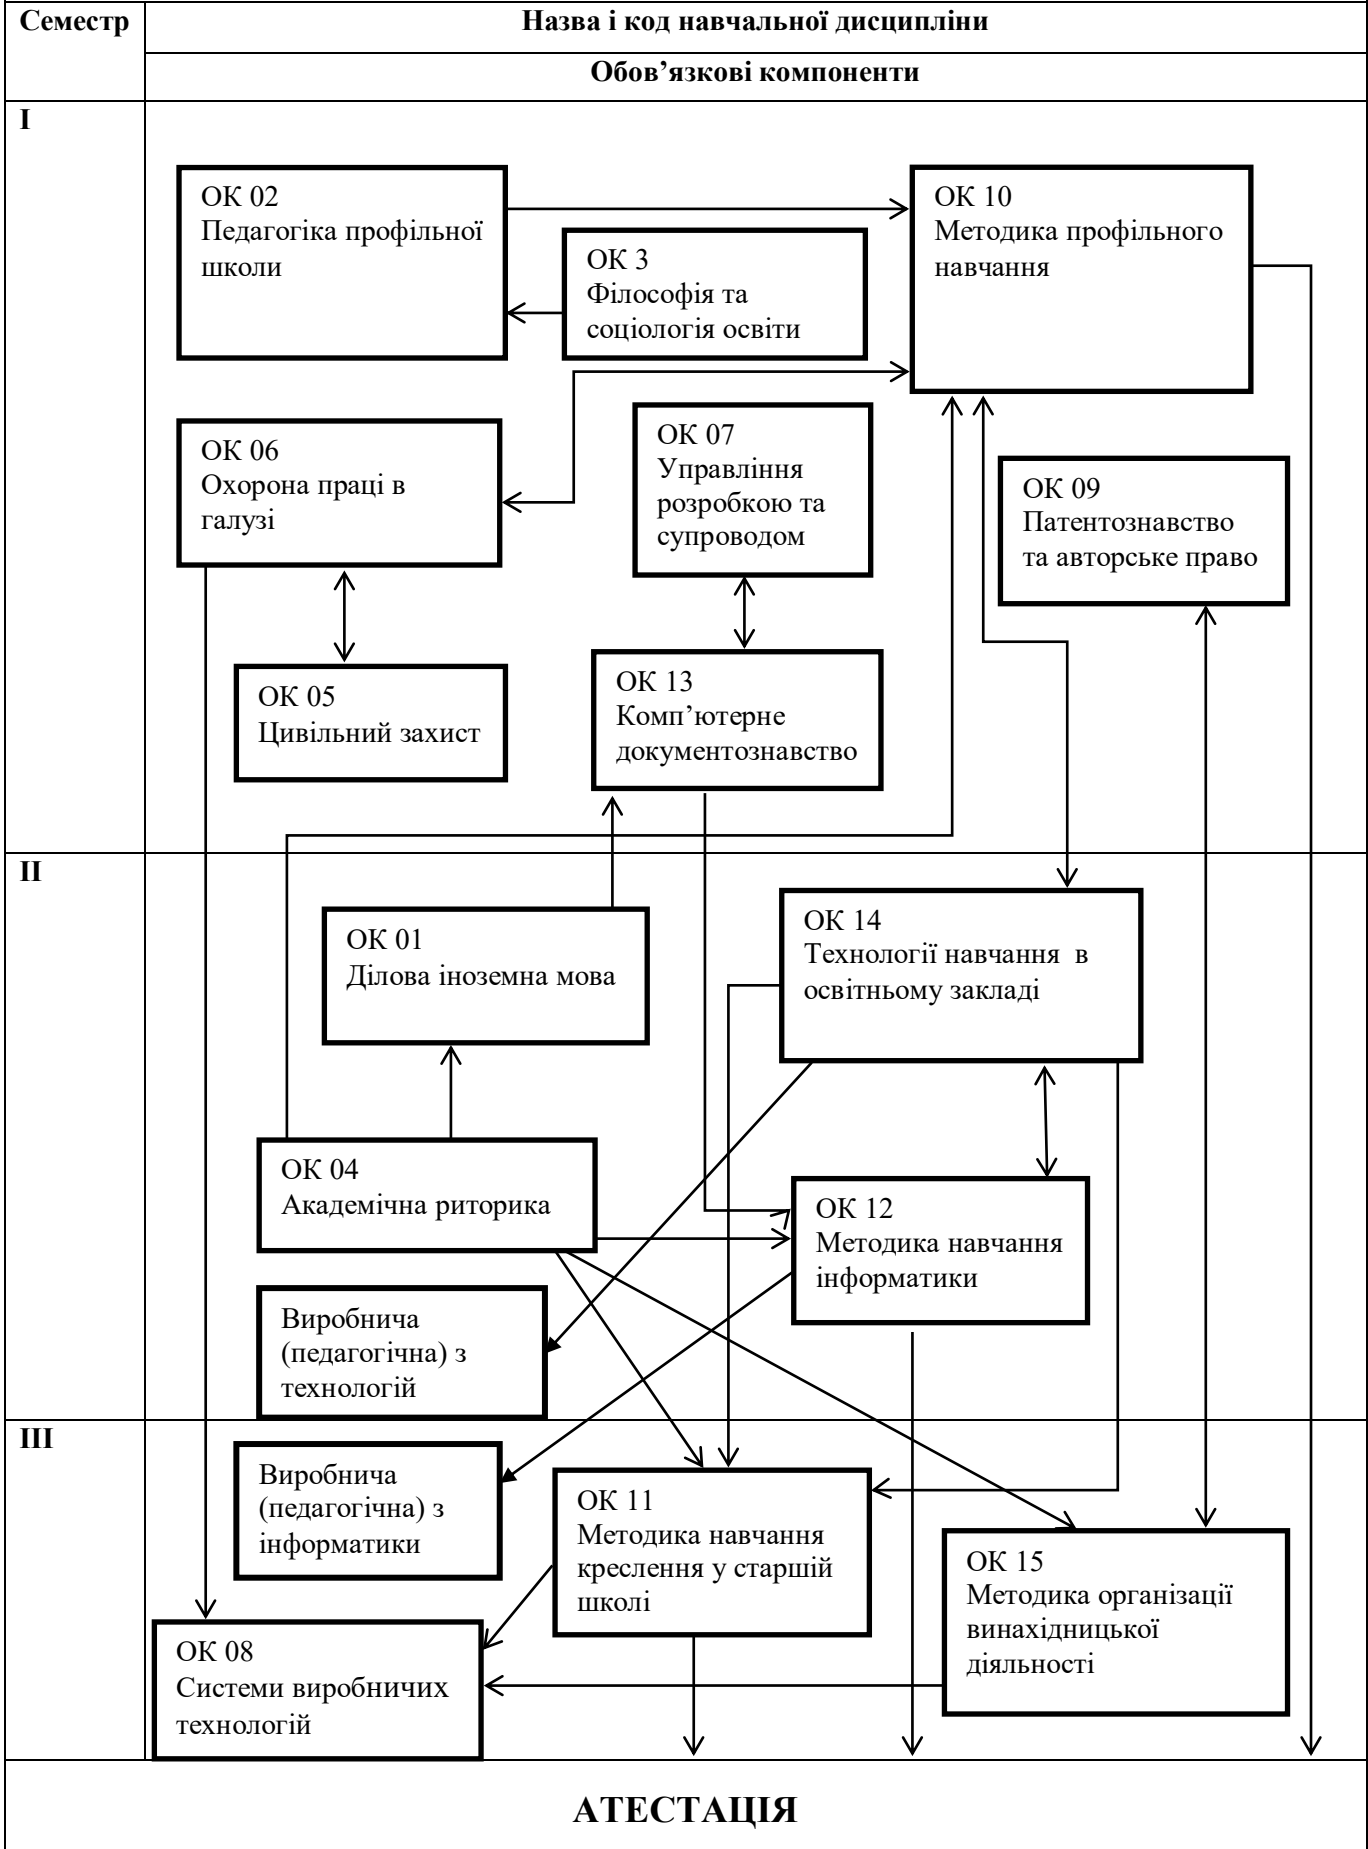 Семестр
Назва і код навчальної дисципліни
Обов’язкові компоненти
I
ОК 02
Педагогіка профільної
школи
ОК 3
Філософія та
соціологія освіти
ОК 10
Методика профільного
навчання
ОК 06
Охорона праці в
галузі
ОК 07
Управління
розробкою та
супроводом
ОК 09
Патентознавство
та авторське право
ОК 05
Цивільний захист
ОК 13
Комп’ютерне
документознавство
II
ОК 01
Ділова іноземна мова
ОК 14
Технології навчання в
освітньому закладі
ОК 04
Академічна риторика
ОК 12
Методика навчання
інформатики
Виробнича
(педагогічна) з
технологій
III
Виробнича
(педагогічна) з
інформатики
ОК 11
Методика навчання
креслення у старшій
школі
ОК 15
Методика організації
винахідницької
діяльності
ОК 08
Системи виробничих
технологій
АТЕСТАЦІЯ